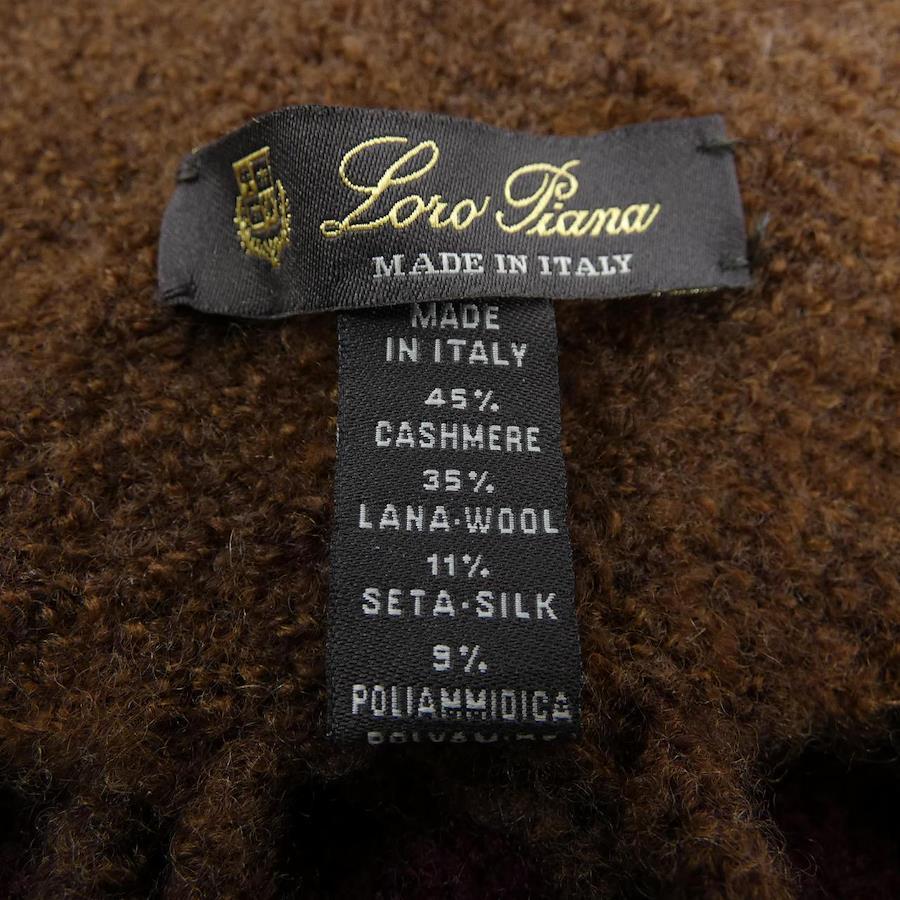 Loro Piana
MADE IN ITALY
MADE
IN ITALY
45%
CASHMERE
35%
LANA·WOOL
11%
SETA·SILK
9%
POLIAMMIDICA